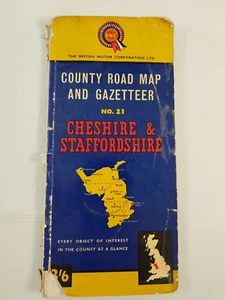 BMC
THE BRITISH MOTOR CORPORATION LTD.
COUNTY ROAD MAP
AND GAZETTEER
NO. 21
CHESHIRE &
STAFFORDSHIRE
EVERY OBJECT OF INTEREST
IN THE COUNTY AT A GLANCE
2/6